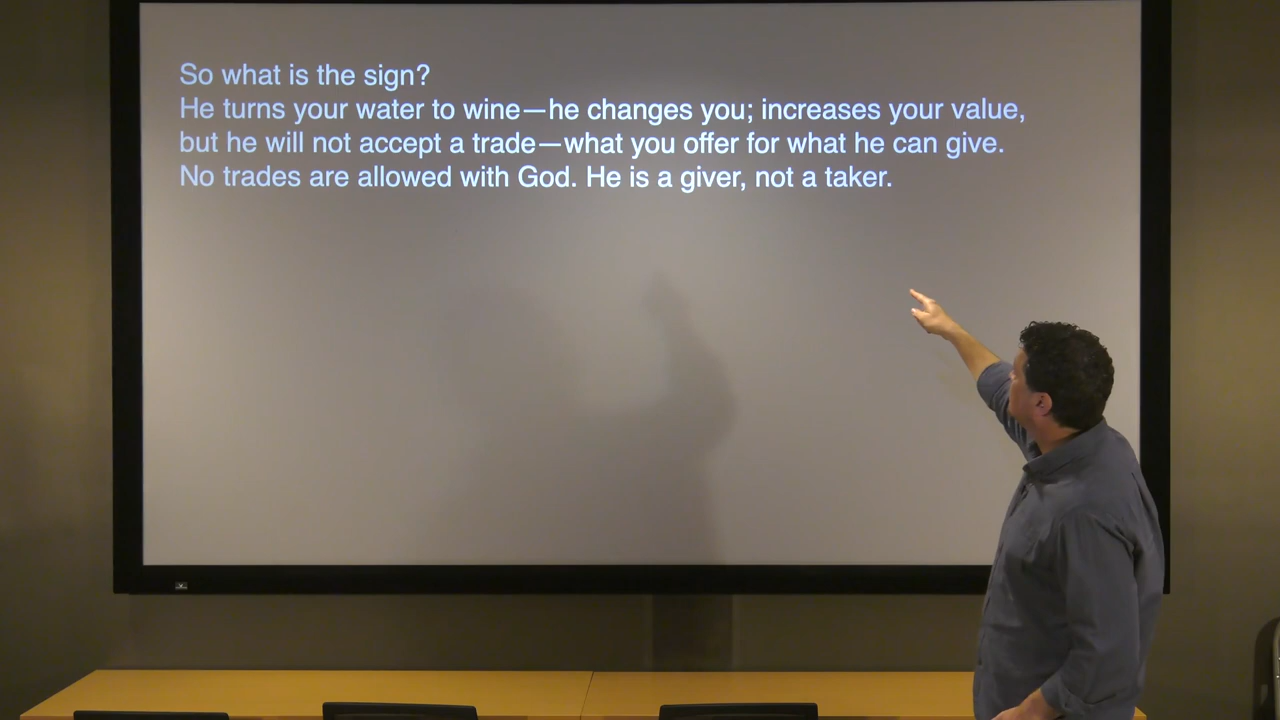 So what is the sign?
He turns your water to wine—he changes you; increases your value,
but he will not accept a trade—what you offer for what he can give.
No trades are allowed with God. He is a giver, not a taker.